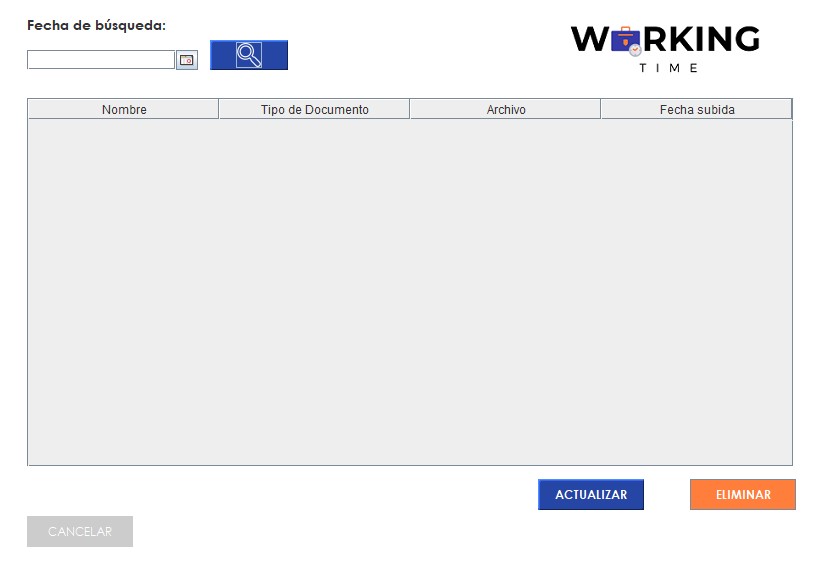 Fecha de búsqueda:
WORKING
TIME
Nombre Tipo de Documento Archivo Fecha subida
ACTUALIZAR ELIMINAR
CANCELAR